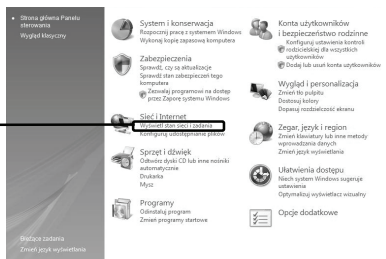 Strona główna Panelu
sterowania
Wygląd klasyczny
System i konserwacja
Rozpocznij pracę z systemem Windows
Wykonaj kopię zapasową komputera
Zabezpieczenia
Sprawdź, czy są aktualizacje
Sprawdź stan zabezpieczeń tego
komputera
Zezwalaj programowi na dostęp
przez Zaporę systemu Windows
Sieć i Internet
Wyświetl stan sieci i zadania
Konfiguruj udostępnianie plików
Sprzęt i dźwięk
Odtwórz dyski CD lub inne nośniki
automatycznie
Drukarka
Mysz
Programy
Odinstaluj program
Zmień programy startowe
Konta użytkowników
i bezpieczeństwo rodzinne
Konfiguruj ustawienia kontroli
rodzicielskiej dla wszystkich
użytkowników
Dodaj lub usuń konta użytkowników
Wygląd i personalizacja
Zmień tło pulpitu
Dostosuj kolory
Dopasuj rozdzielczość ekranu
Zegar, język i region
Zmień klawiatury lub inne metody
wprowadzania danych
Zmień język wyświetlania
Ułatwienia dostępu
Niech system Windows sugeruje
ustawienia
Optymalizuj wyświetlacz wizualny
Opcje dodatkowe
Bieżące zadania
Zmień język wyświetlania